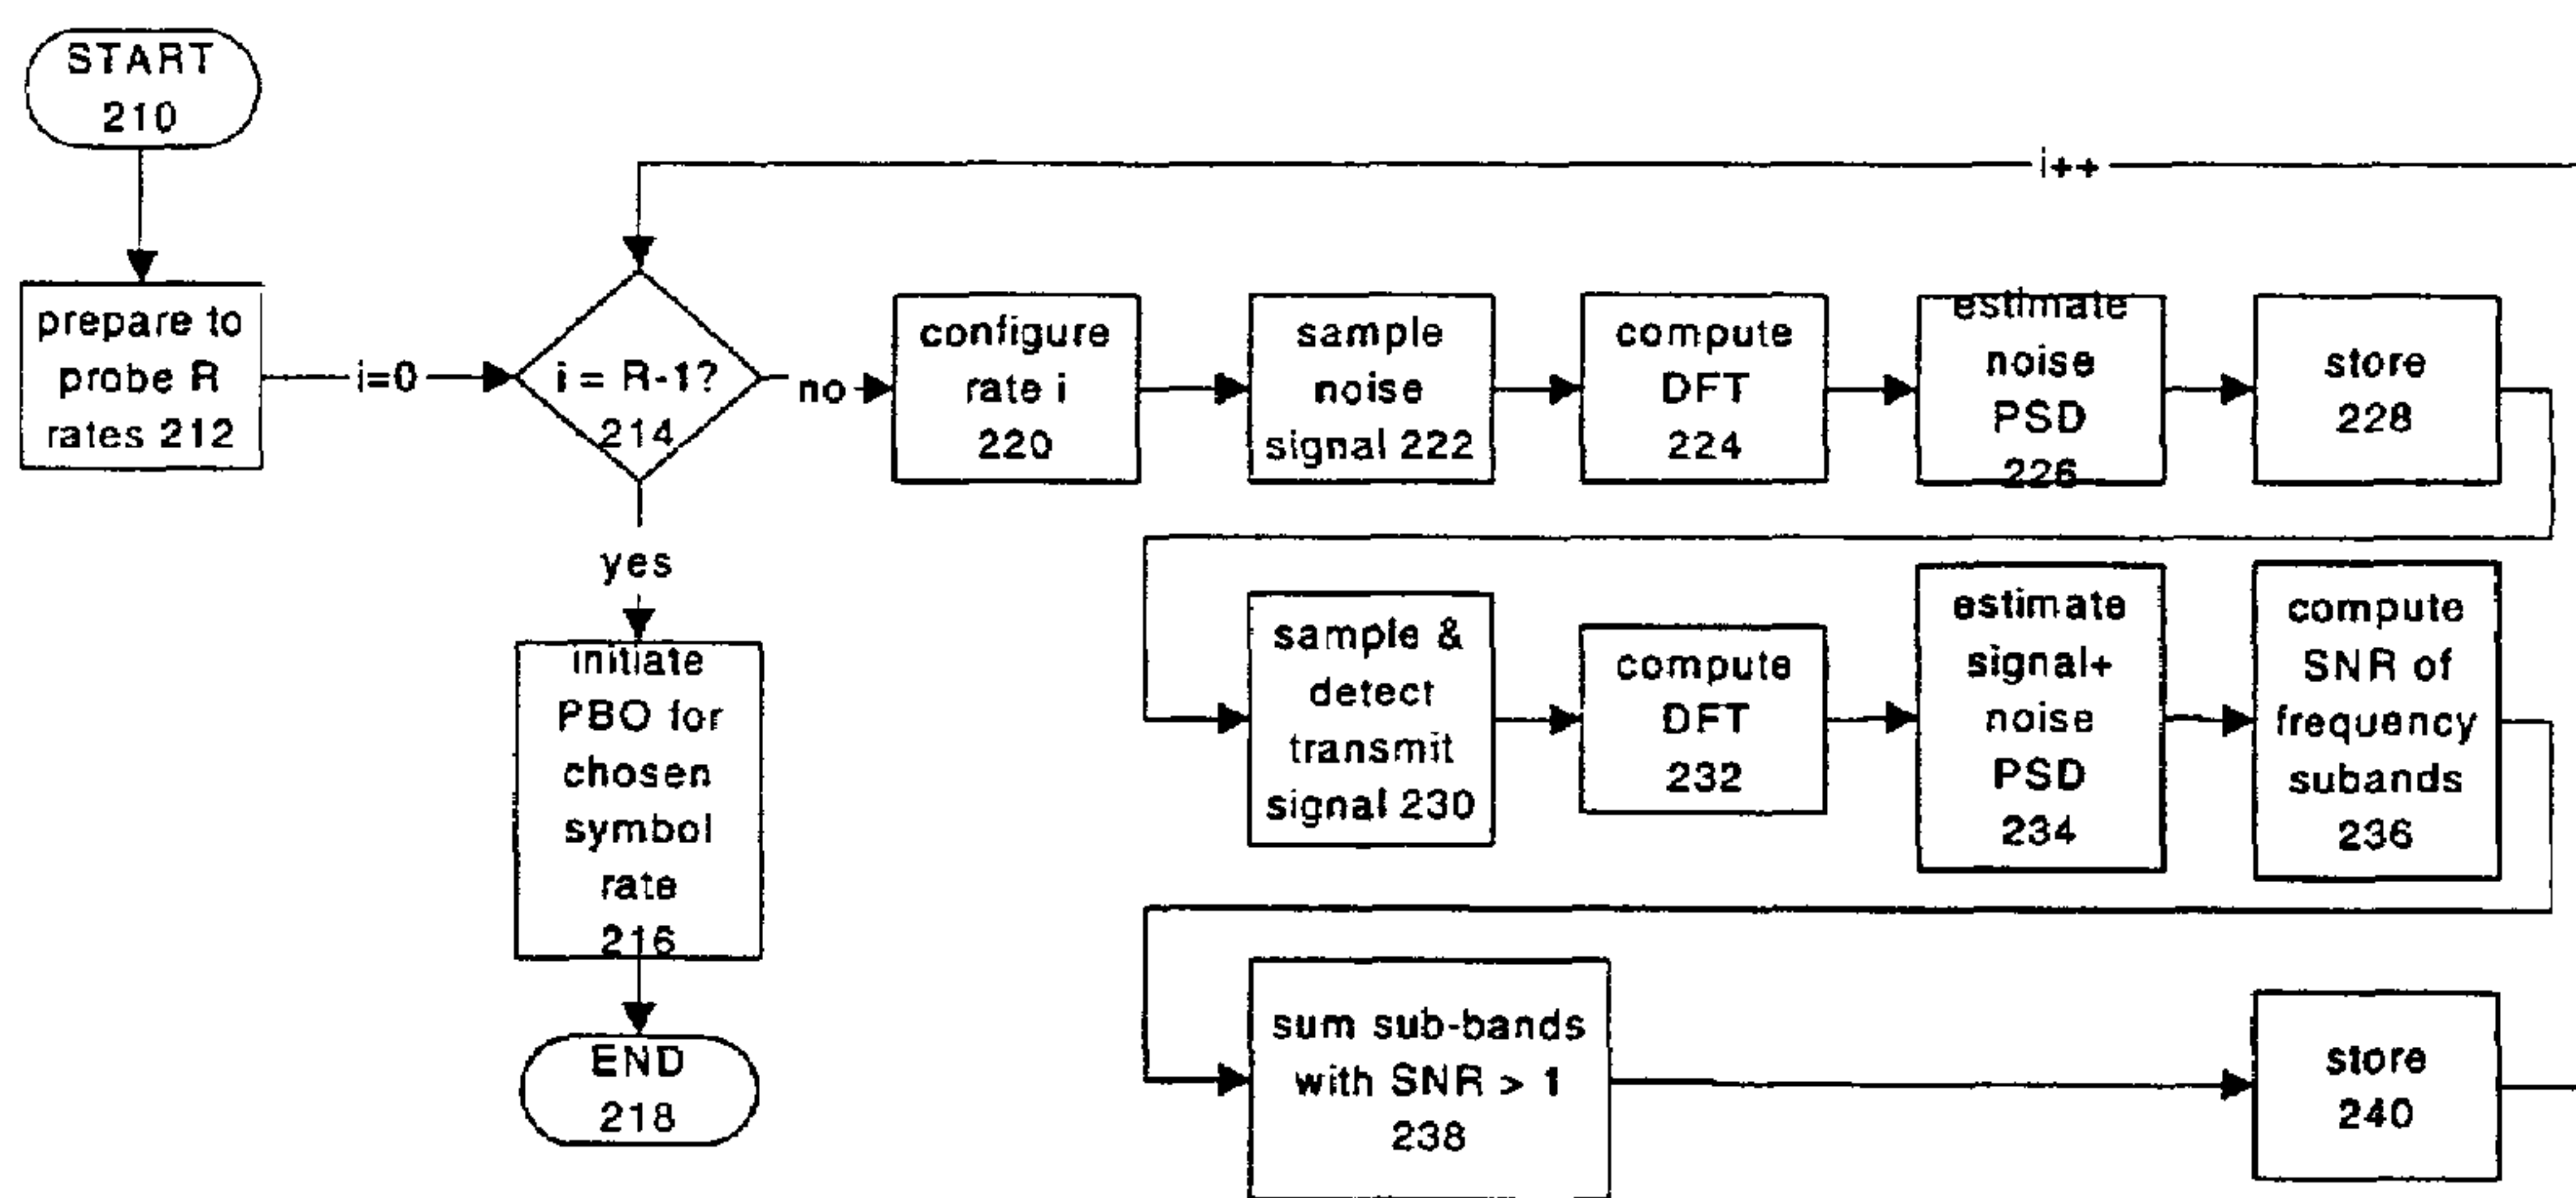 START
210
prepare to
probe R
rates 212
i=0
i++
i = R-1?
214
no
yes
initiate
PBO for
chosen
symbol
rate
216
END
218
configure
rate i
220
sample
noise
signal 222
compute
DFT
224
estimate
noise
PSD
226
store
228
sample &
detect
transmit
signal 230
compute
DFT
232
estimate
signal+
noise
PSD
234
compute
SNR of
frequency
subands
236
sum sub-bands
with SNR > 1
238
store
240